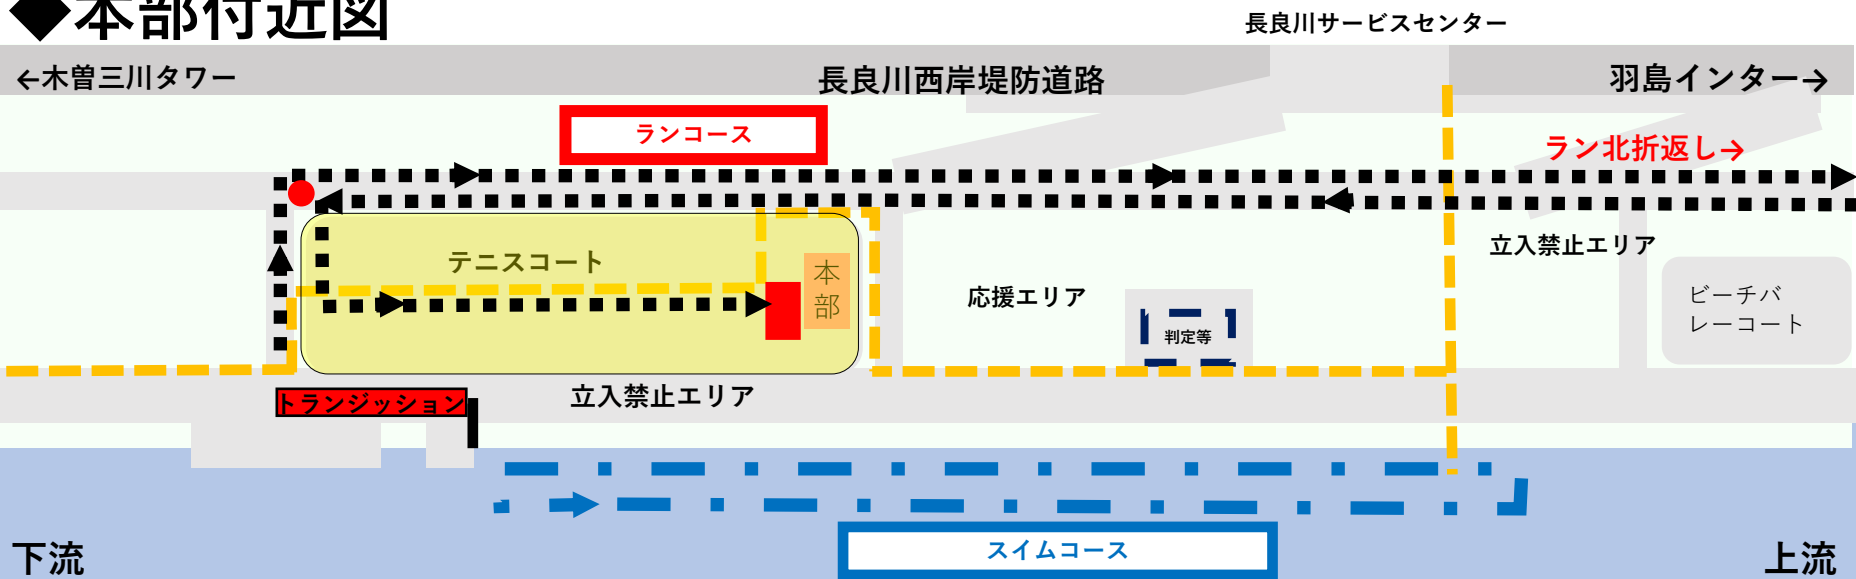 ◆本部付近図
長良川サービスセンター
←木曽三川タワー
長良川西岸堤防道路
羽島インター→
ランコース
ラン北折返し→
テニスコート
本
部
応援エリア
判定等
立入禁止エリア
ビーチバ
レーコート
トランジッション
立入禁止エリア
スイムコース
下流
上流